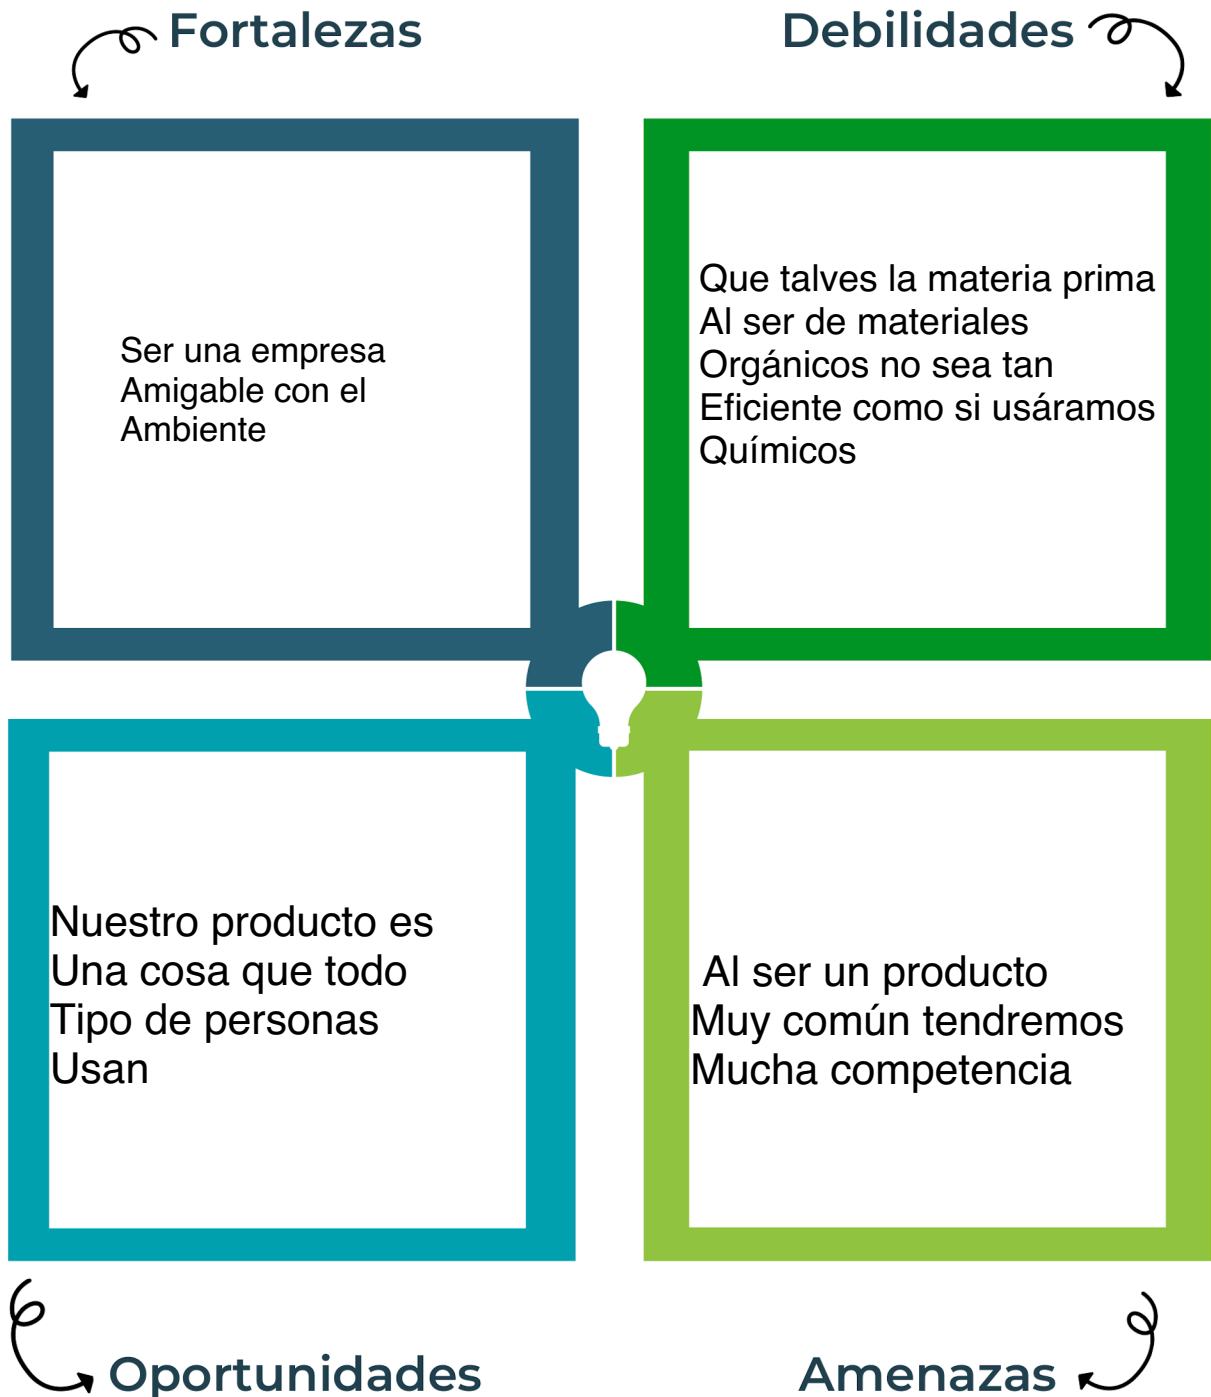 Fortalezas
Debilidades
Ser una empresa
Amigable con el
Ambiente
Que talves la materia prima
Al ser de materiales
Orgánicos no sea tan
Eficiente como si usáramos
Químicos
Nuestro producto es
Una cosa que todo
Tipo de personas
Usan
Al ser un producto
Muy común tendremos
Mucha competencia
Oportunidades
Amenazas